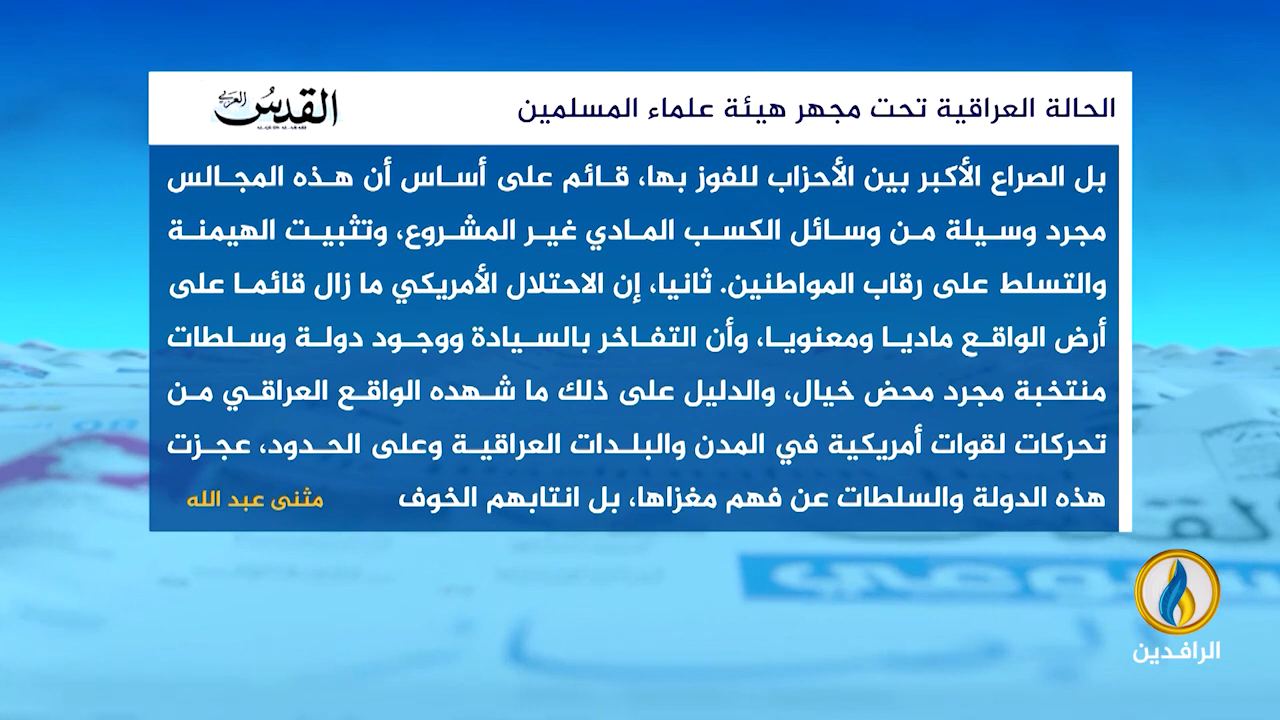 الحالة العراقية تحت مجهر هيئة علماء المسلمين
القدسُ العربي
AL-QUDS AL-ARABI
بل الصراع الأكبر بين الأحزاب للفوز بها، قائم على أساس أن هذه المجالس
مجرد وسيلة من وسائل الكسب المادي غير المشروع، وتثبيت الهيمنة
والتسلط على رقاب المواطنين. ثانيا، إن الاحتلال الأمريكي ما زال قائما على
أرض الواقع ماديا ومعنويا، وأن التفاخر بالسيادة ووجود دولة وسلطات
منتخبة مجرد محض خيال، والدليل على ذلك ما شهده الواقع العراقي من
تحركات لقوات أمريكية في المدن والبلدات العراقية وعلى الحدود، عجزت
هذه الدولة والسلطات عن فهم مغزاها، بل انتابهم الخوف
مثنى عبد الله
الرافدين